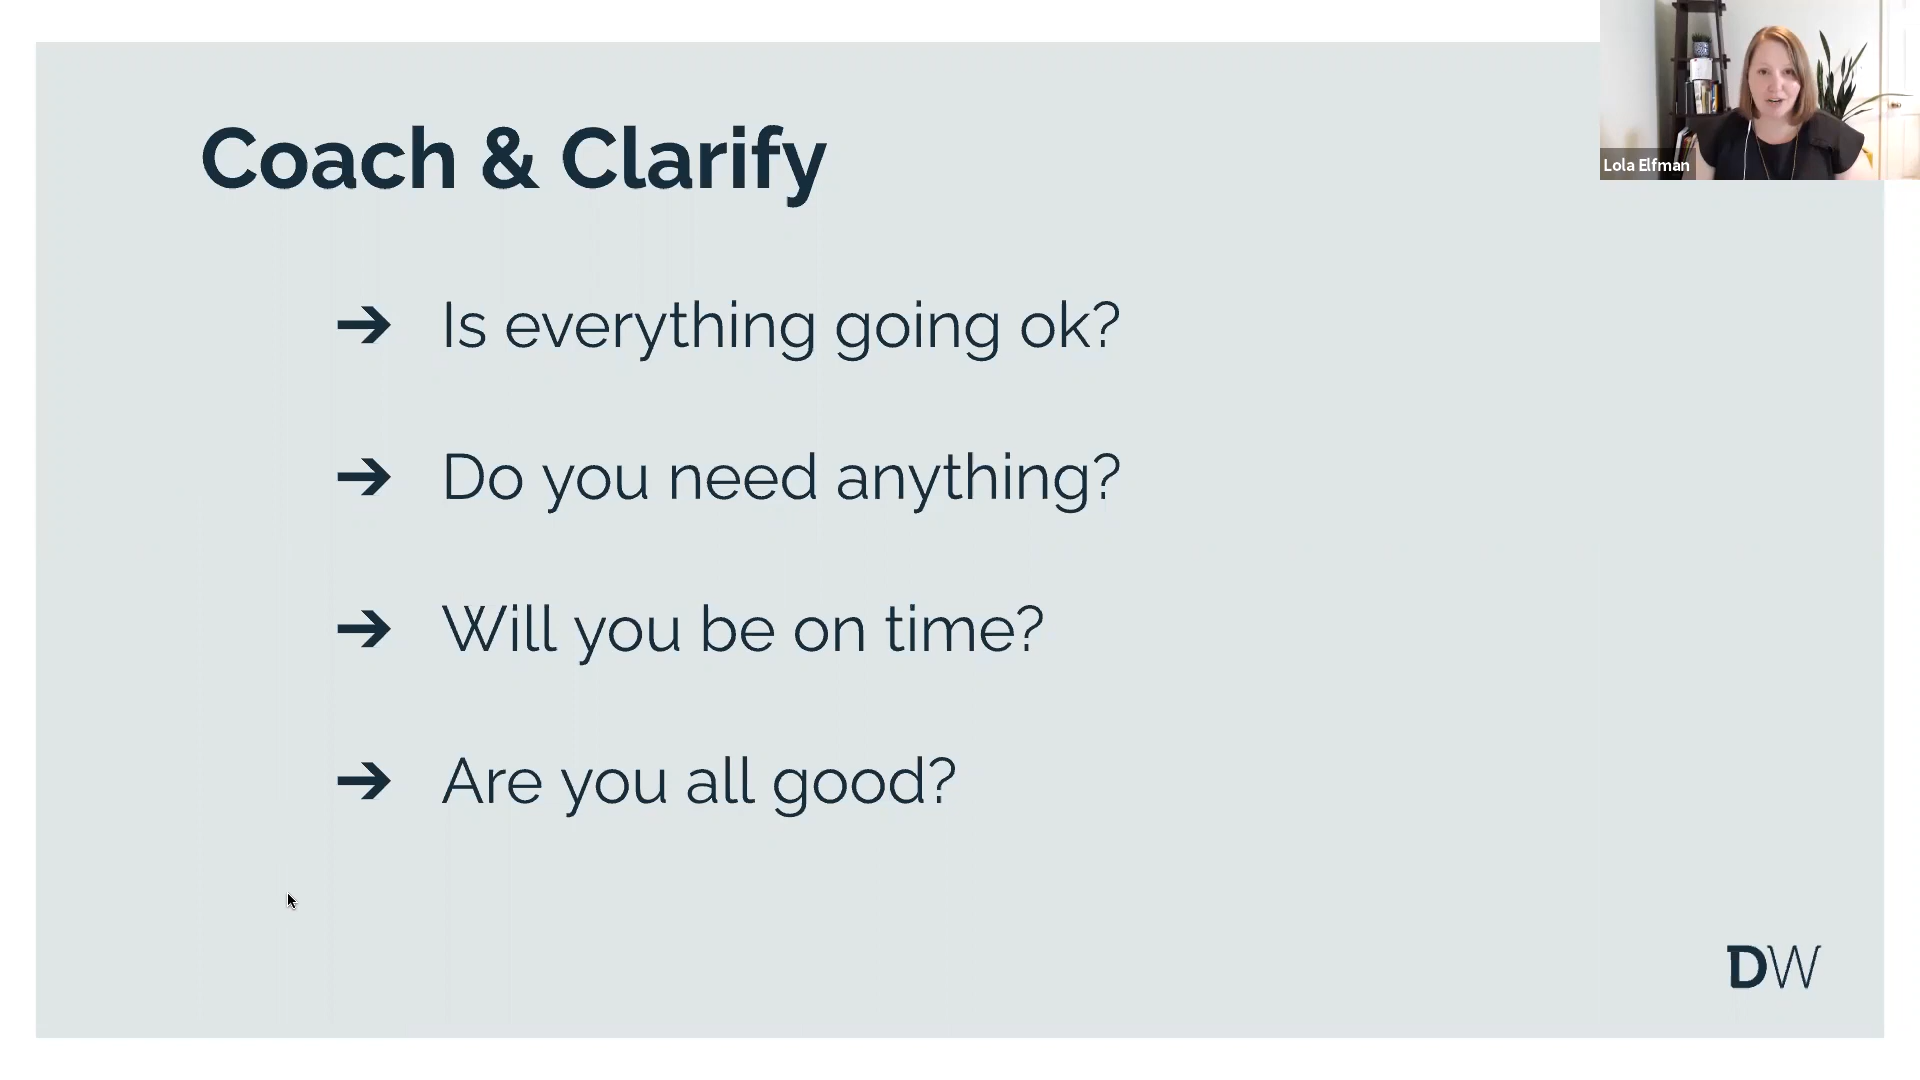 Coach & Clarify
➔ Is everything going ok?
➔ Do you need anything?
➔ Will you be on time?
➔ Are you all good?
Lola Elfman
DW